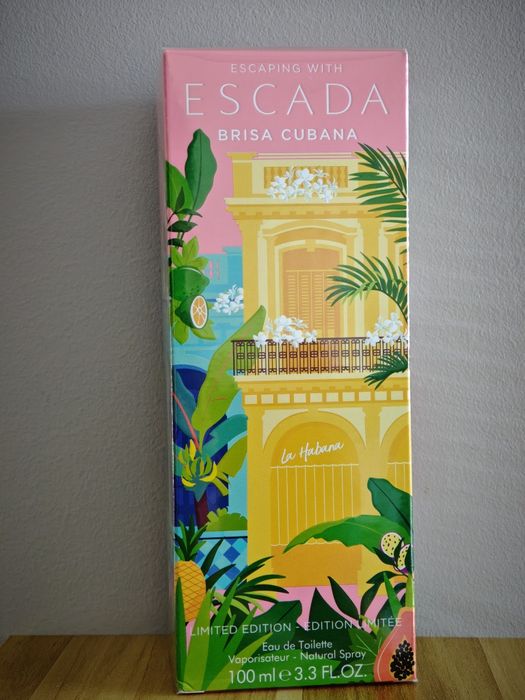 ESCAPING WITH
ESCADA
BRISA CUBANA
La Habana
LIMITED EDITION - EDITION LIMITÉE
Eau de Toilette
Vaporisateur - Natural Spray
100 ml e 3.3 FL.OZ.